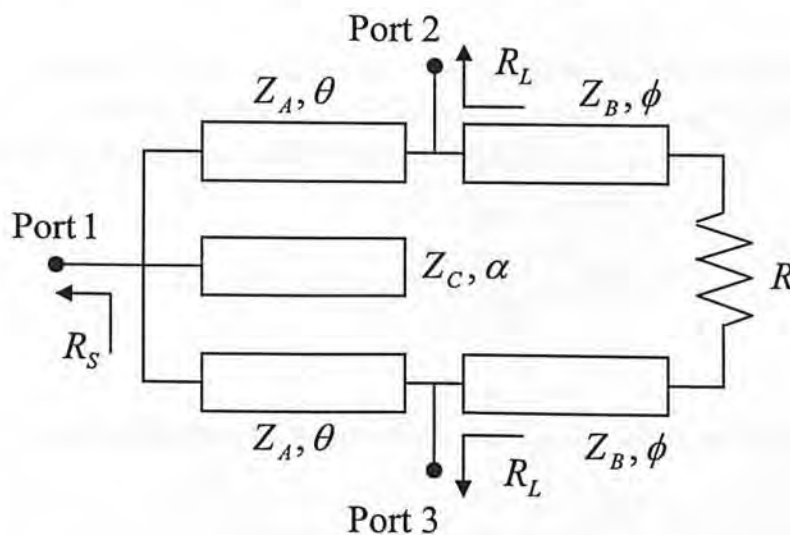 Port 2
R_L
Z_A, θ
Z_B, ϕ
Port 1
Z_C, α
R
R_S
Z_A, θ
R_L
Z_B, ϕ
Port 3